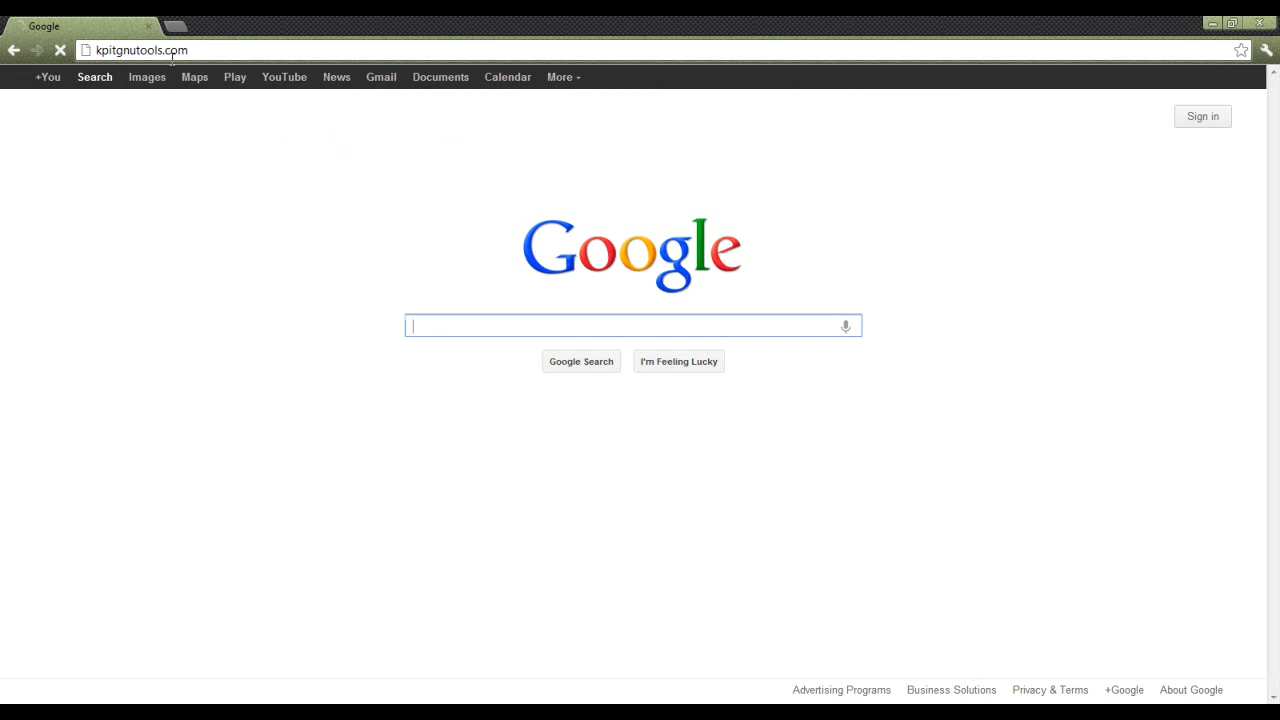 Google
kpitgnutools.com
+You Search Images Maps Play YouTube News Gmail Documents Calendar More
Sign in
Google
Google Search I'm Feeling Lucky
Advertising Programs Business Solutions Privacy & Terms +Google About Google